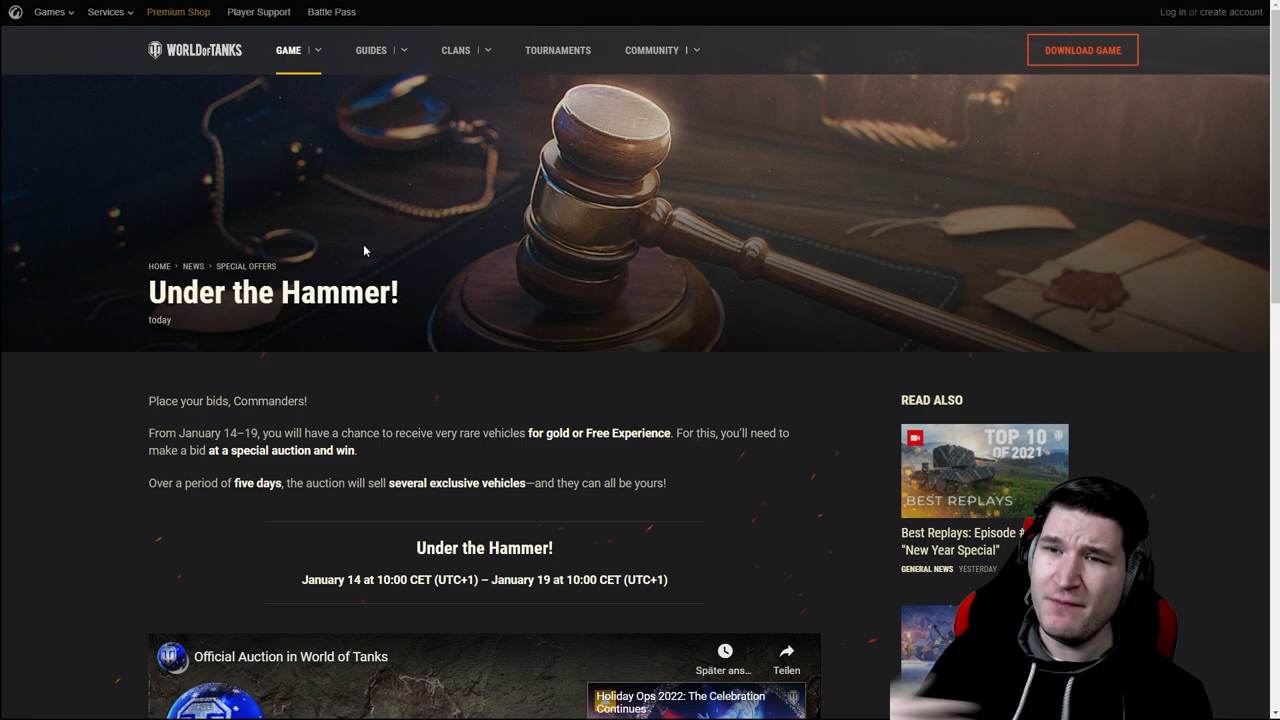 Games
Services
Premium Shop
Player Support
Battle Pass
Log in or create account
WORLD OF TANKS
GAME
GUIDES
CLANS
TOURNAMENTS
COMMUNITY
DOWNLOAD GAME
HOME › NEWS › SPECIAL OFFERS
Under the Hammer!
today
Place your bids, Commanders!
From January 14–19, you will have a chance to receive very rare vehicles for gold or Free Experience. For this, you'll need to
make a bid at a special auction and win.
Over a period of five days, the auction will sell several exclusive vehicles—and they can all be yours!
Under the Hammer!
January 14 at 10:00 CET (UTC+1) – January 19 at 10:00 CET (UTC+1)
Official Auction in World of Tanks
Später ans...
Teilen
Holiday Ops 2022: The Celebration
Continues
READ ALSO
TOP 10
OF 2021
BEST REPLAYS
Best Replays: Episode #
"New Year Special"
GENERAL NEWS YESTERDAY